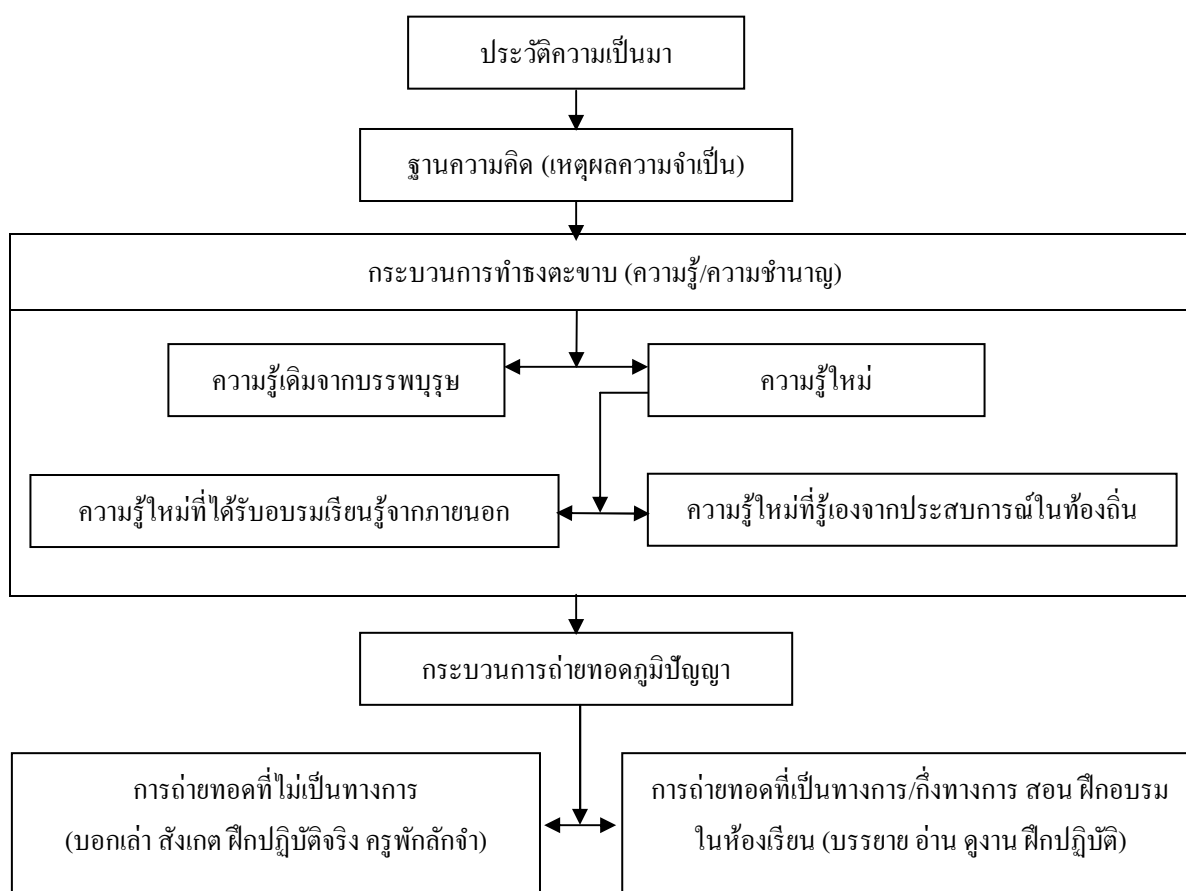 ประวัติความเป็นมา
ฐานความคิด (เหตุผลความจำเป็น)
กระบวนการทำธงตะขาบ (ความรู้/ความชำนาญ)
ความรู้เดิมจากบรรพบุรุษ
ความรู้ใหม่
ความรู้ใหม่ที่ได้รับอบรมเรียนรู้จากภายนอก
ความรู้ใหม่ที่รู้เองจากประสบการณ์ในท้องถิ่น
กระบวนการถ่ายทอดภูมิปัญญา
การถ่ายทอดที่ไม่เป็นทางการ
(บอกเล่า สังเกต ฝึกปฏิบัติจริง ครูพักลักจำ)
การถ่ายทอดที่เป็นทางการ/กึ่งทางการ สอน ฝึกอบรม
ในห้องเรียน (บรรยาย อ่าน ดูงาน ฝึกปฏิบัติ)